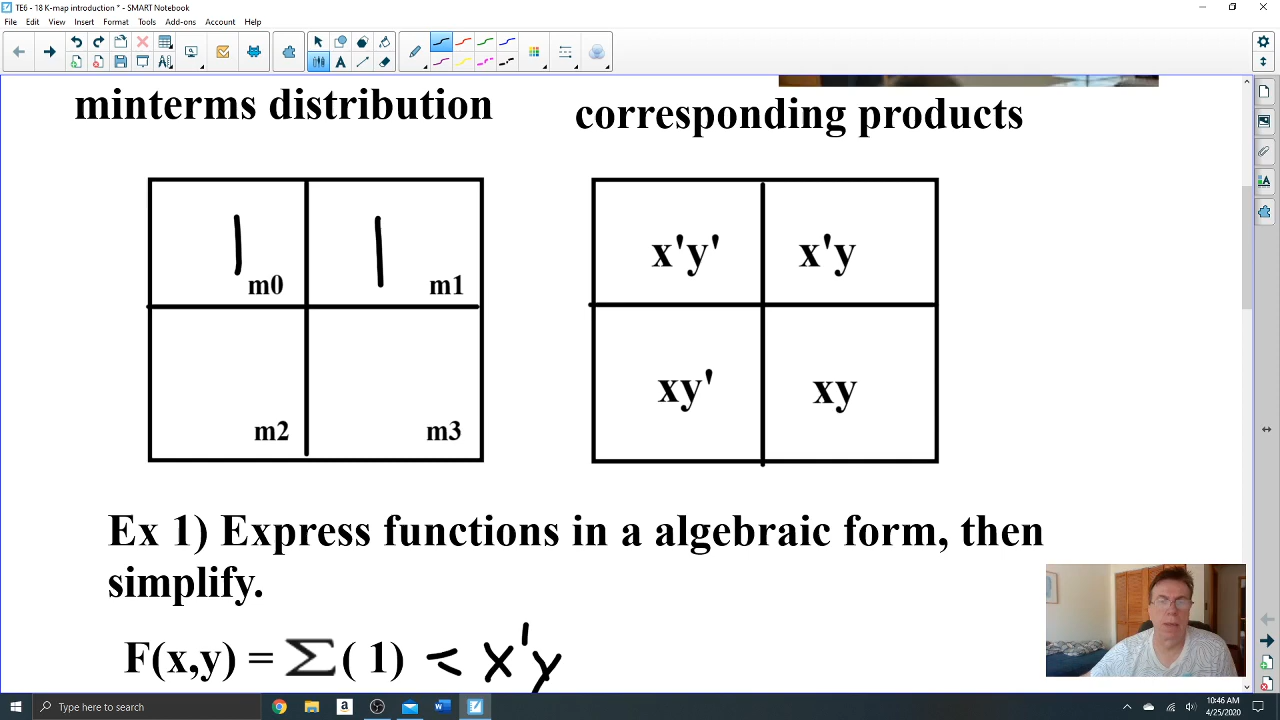 TE6 - 18 K-map introduction * - SMART Notebook
File Edit View Insert Format Tools Add-ons Account Help
minterms distribution
corresponding products
1 m0 1 m1
m2 m3
x'y' x'y
xy' xy
Ex 1) Express functions in a algebraic form, then
simplify.
F(x,y) = Σ( 1) = x'y
Type here to search
10:46 AM
4/25/2020